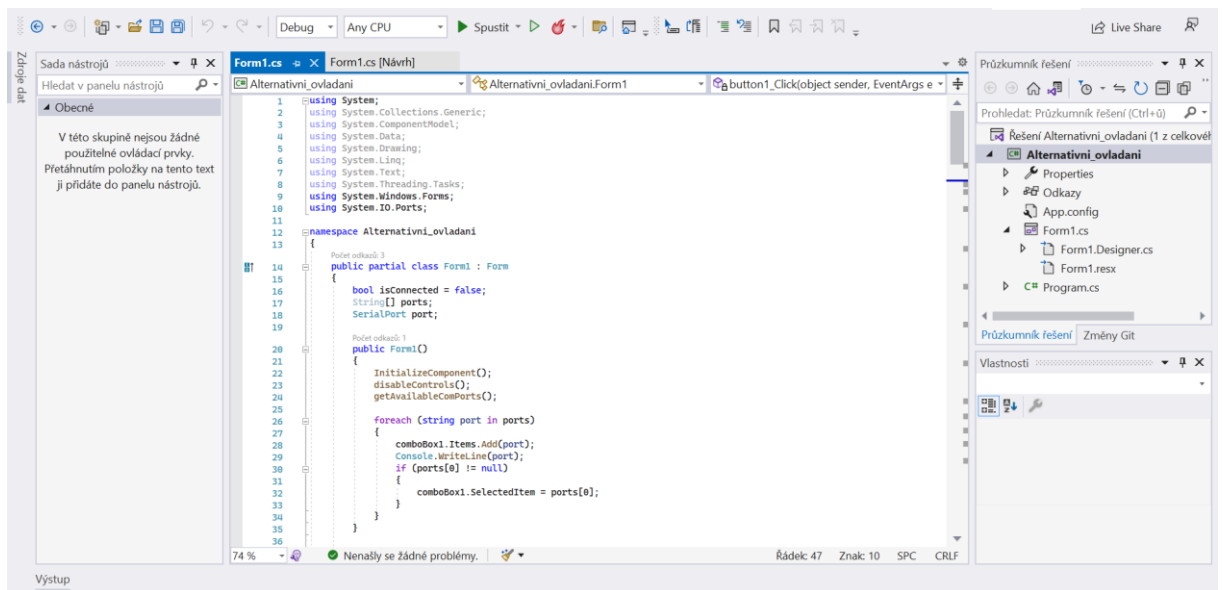 Debug
Any CPU
Spustit
Live Share
Zdroje dat
Sada nástrojů
Hledat v panelu nástrojů
Obecné
V této skupině nejsou žádné
použitelné ovládací prvky.
Přetáhnutím položky na tento text
ji přidáte do panelu nástrojů.
Form1.cs
Form1.cs [Návrh]
Alternativni_ovladani
Alternativni_ovladani.Form1
button1_Click(object sender, EventArgs e
1 using System;
2 using System.Collections.Generic;
3 using System.ComponentModel;
4 using System.Data;
5 using System.Drawing;
6 using System.Linq;
7 using System.Text;
8 using System.Threading.Tasks;
9 using System.Windows.Forms;
10 using System.IO.Ports;
11
12 namespace Alternativni_ovladani
13 {
Počet odkazů: 3
14 public partial class Form1 : Form
15 {
16 bool isConnected = false;
17 String[] ports;
18 SerialPort port;
19
Počet odkazů: 1
20 public Form1()
21 {
22 InitializeComponent();
23 disableControls();
24 getAvailableComPorts();
25
26 foreach (string port in ports)
27 {
28 comboBox1.Items.Add(port);
29 Console.WriteLine(port);
30 if (ports[0] != null)
31 {
32 comboBox1.SelectedItem = ports[0];
33 }
34 }
35 }
36
74 %
Nenašly se žádné problémy.
Řádek: 47 Znak: 10 SPC CRLF
Průzkumník řešení
Prohledat: Průzkumník řešení (Ctrl+ů)
Řešení Alternativni_ovladani (1 z celkovéh
C# Alternativni_ovladani
Properties
Odkazy
App.config
Form1.cs
Form1.Designer.cs
Form1.resx
C# Program.cs
Průzkumník řešení Změny Git
Vlastnosti
Výstup